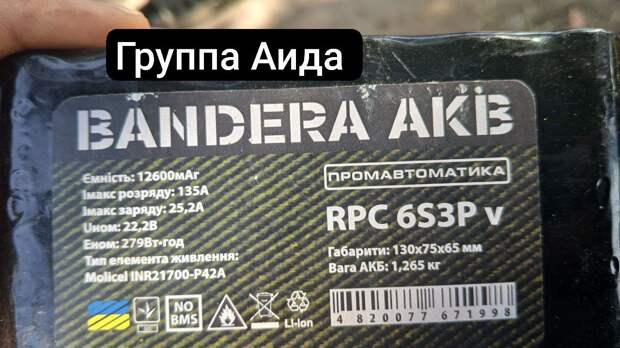 Группа Аида
BANDERA AKB
Ємність: 12600мАг
Імакс розряду: 135А
Імакс заряду: 25,2А
Uном: 22,2В
Еном: 279Вт·год
Тип елемента живлення:
Molicel INR21700-P42A
ПРОМАВТОМАТИКА
RPC 6S3P v
Габарити: 130x75x65 мм
Вага АКБ: 1,265 кг
NO
BMS
Li-Ion
4 820077 671998